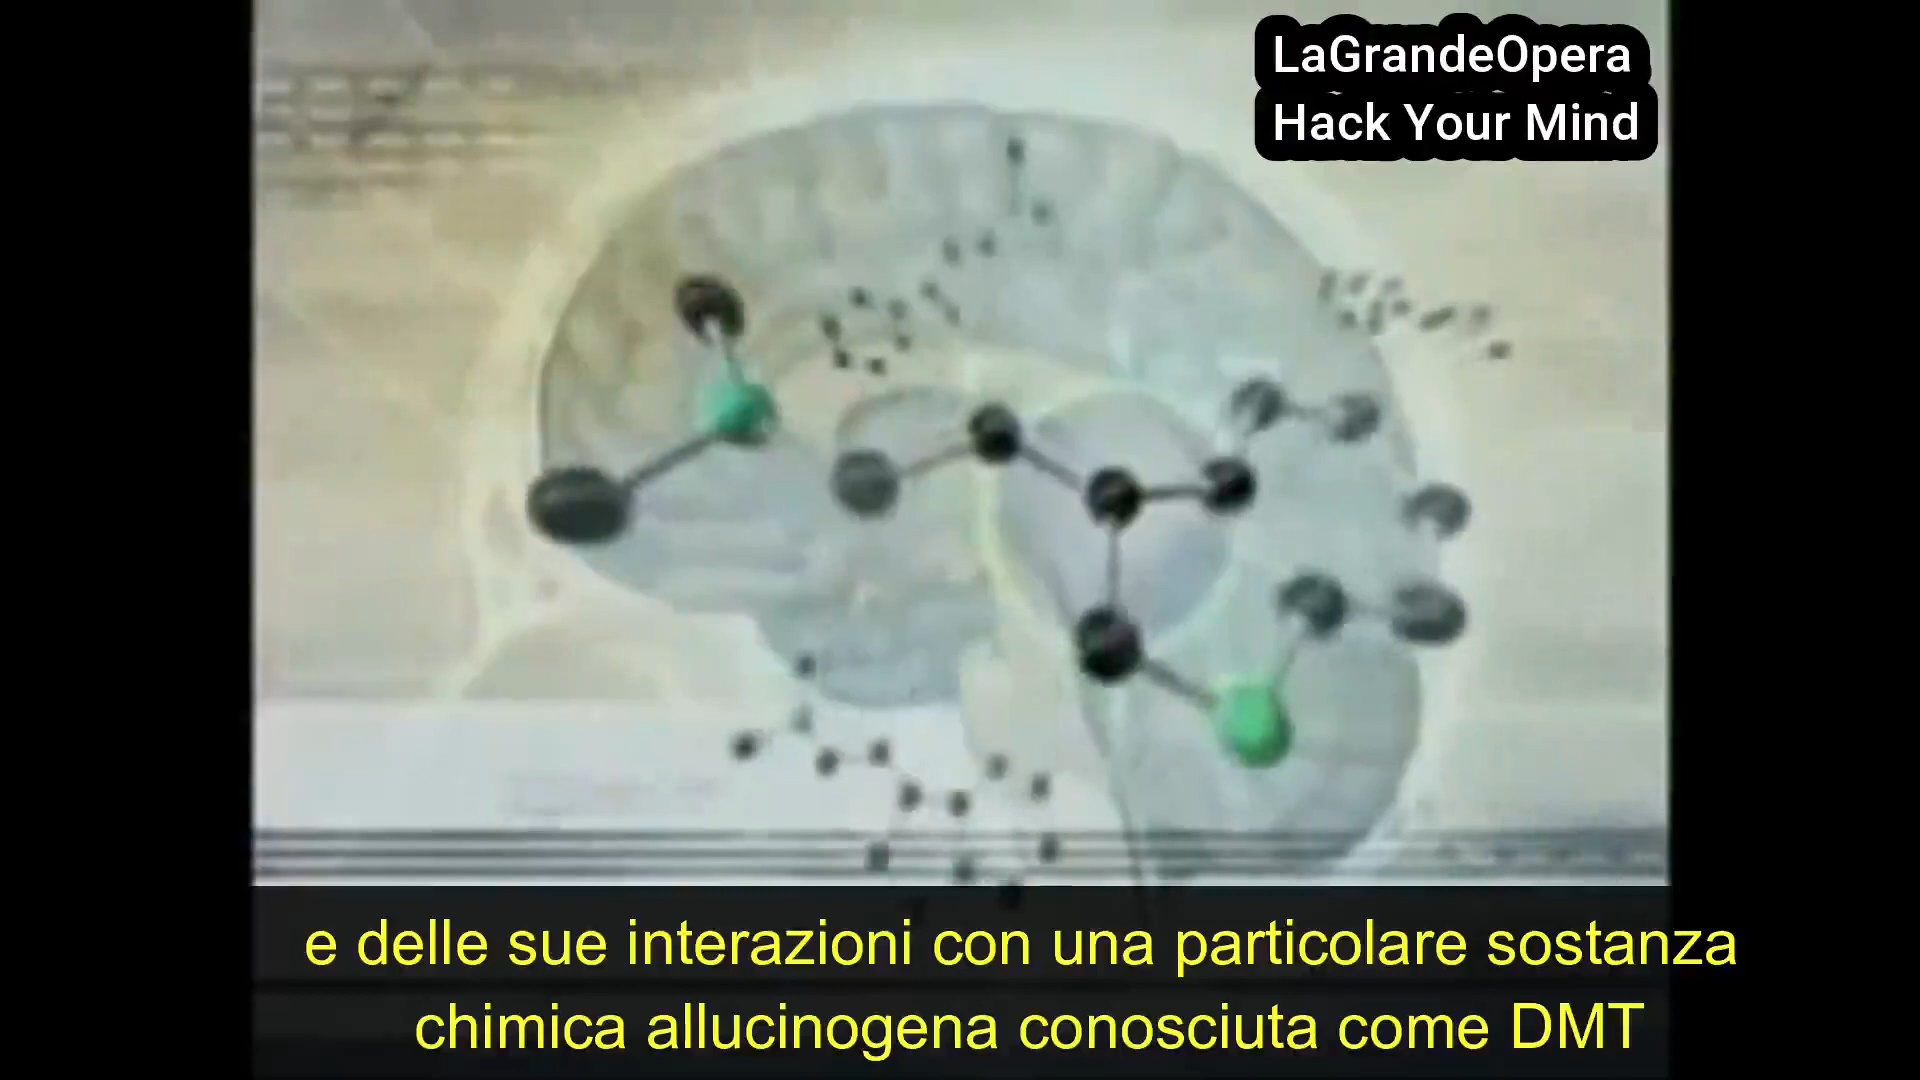 LaGrandeOpera
Hack Your Mind
e delle sue interazioni con una particolare sostanza
chimica allucinogena conosciuta come DMT